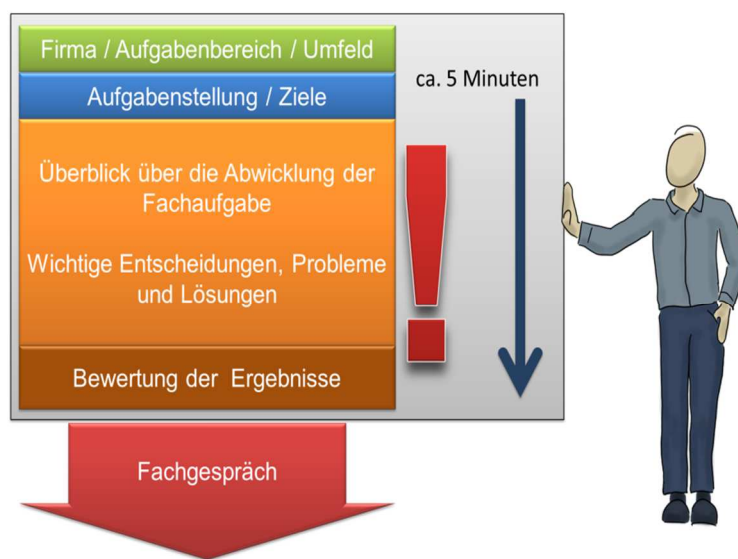 Firma / Aufgabenbereich / Umfeld
ca. 5 Minuten
Aufgabenstellung / Ziele
Überblick über die Abwicklung der
Fachaufgabe
Wichtige Entscheidungen, Probleme
und Lösungen
!
Bewertung der Ergebnisse
Fachgespräch